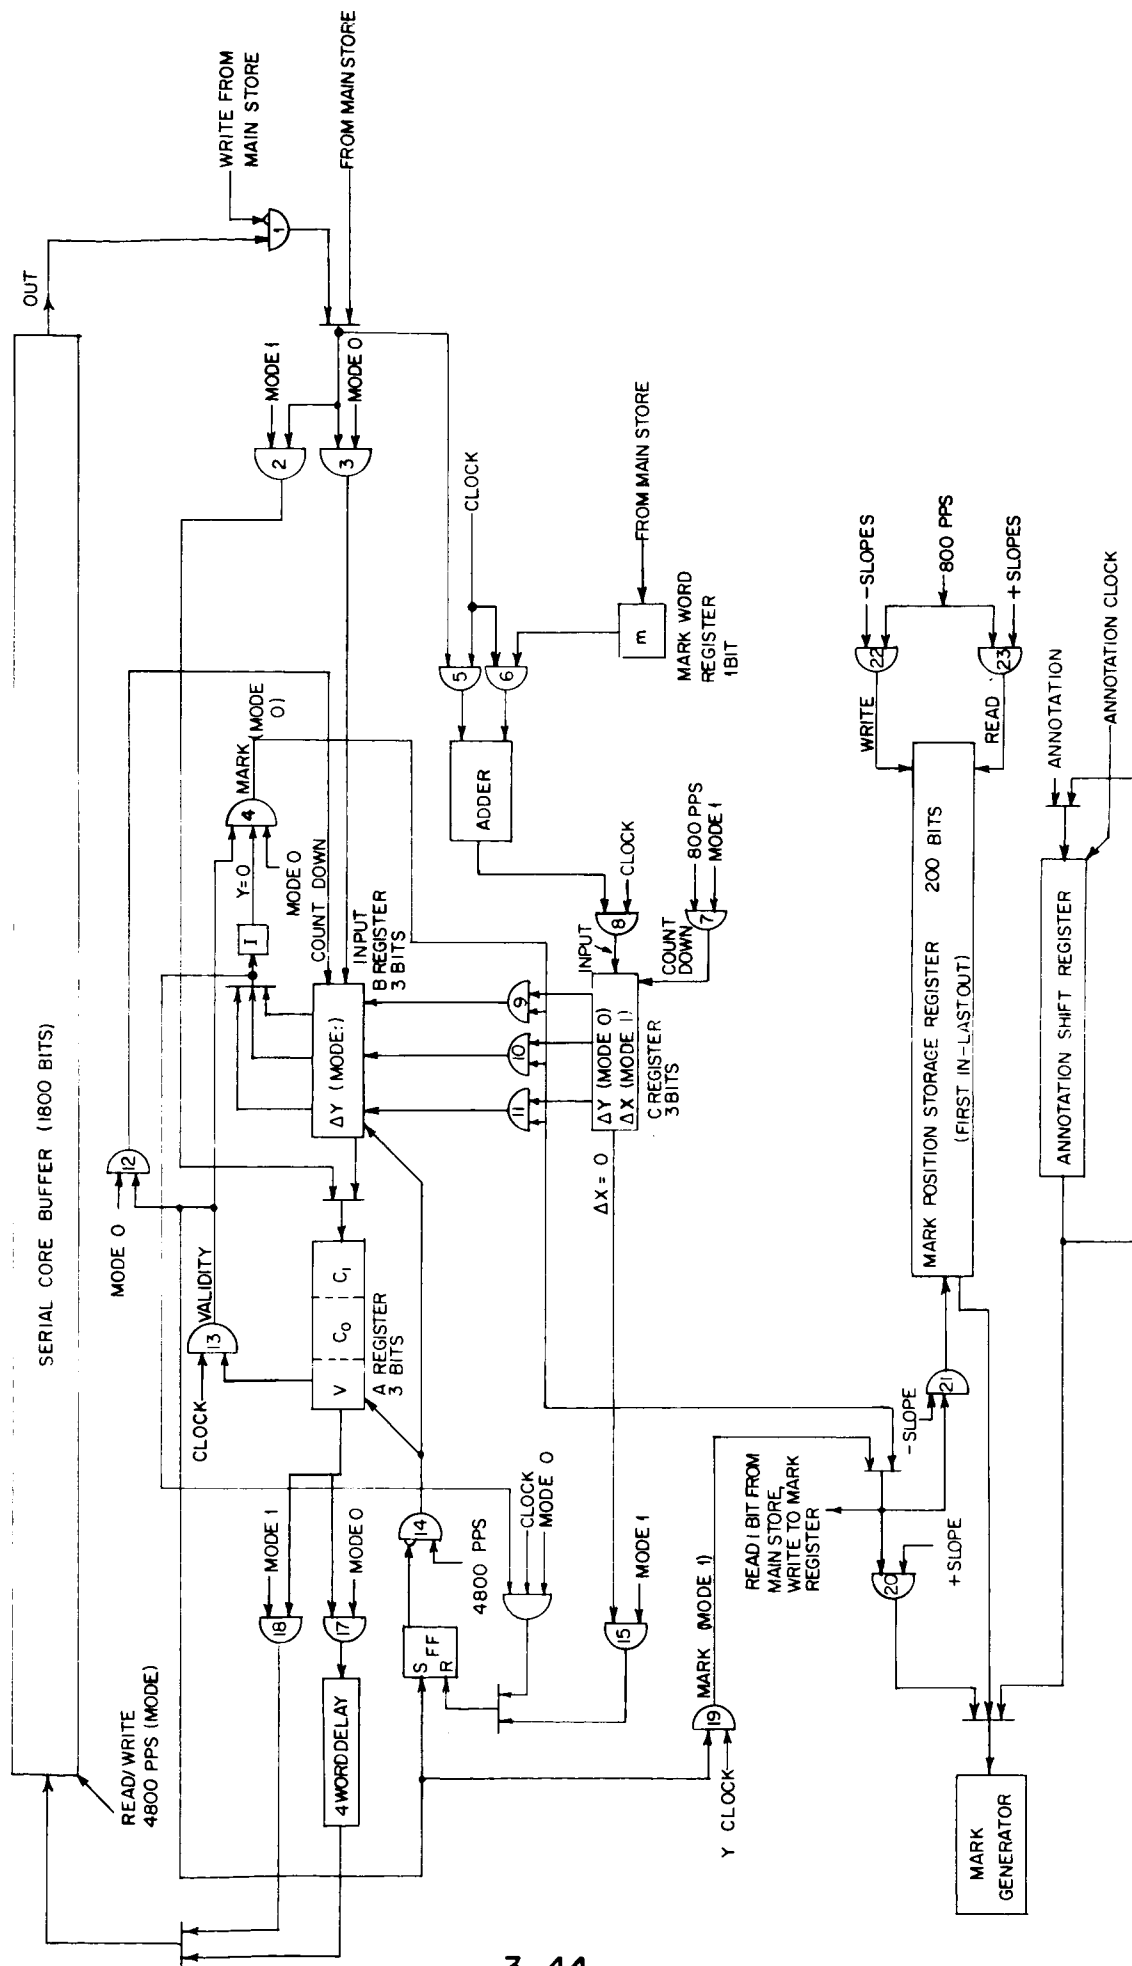 SERIAL CORE BUFFER (1800 BITS)
OUT
READ/WRITE
4800 PPS (MODE)
WRITE FROM
MAIN STORE
1
FROM MAIN STORE
MODE 1
2
MODE 0
3
MODE 0
12
CLOCK
13
VALIDITY
4
MARK
(MODE
0)
Y=0
I
MODE 0
COUNT DOWN
INPUT
B REGISTER
3 BITS
ΔY (MODE 1)
V
C0
C1
A REGISTER
3 BITS
MODE 1
18
17
MODE 0
4 WORD DELAY
14
4800 PPS
S
FF
R
CLOCK
MODE 0
15
MODE 1
9
10
11
ΔY (MODE 0)
ΔX (MODE 1)
C REGISTER
3 BITS
ΔX = 0
INPUT
8
CLOCK
COUNT
DOWN
7
800 PPS
MODE 1
ADDER
5
6
CLOCK
m
FROM MAIN STORE
MARK WORD
REGISTER
1 BIT
Y CLOCK
19
MARK (MODE 1)
READ 1 BIT FROM
MAIN STORE,
WRITE TO MARK
REGISTER
20
+SLOPE
-SLOPE
21
MARK POSITION STORAGE REGISTER 200 BITS
(FIRST IN-LAST OUT)
WRITE
22
-SLOPES
800 PPS
READ
23
+SLOPES
ANNOTATION
ANNOTATION SHIFT REGISTER
ANNOTATION CLOCK
MARK
GENERATOR
3-44